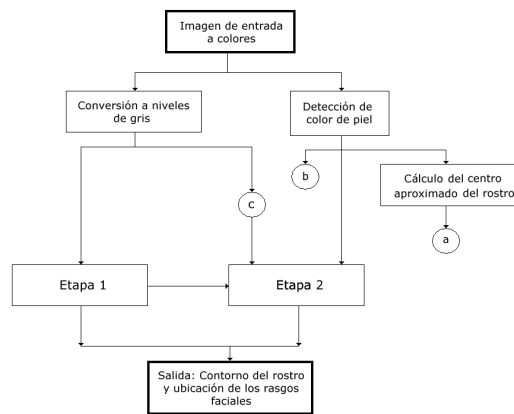 Imagen de entrada
a colores
Conversión a niveles
de gris
Detección de
color de piel
b
Cálculo del centro
aproximado del rostro
c
a
Etapa 1
Etapa 2
Salida: Contorno del rostro
y ubicación de los rasgos
faciales